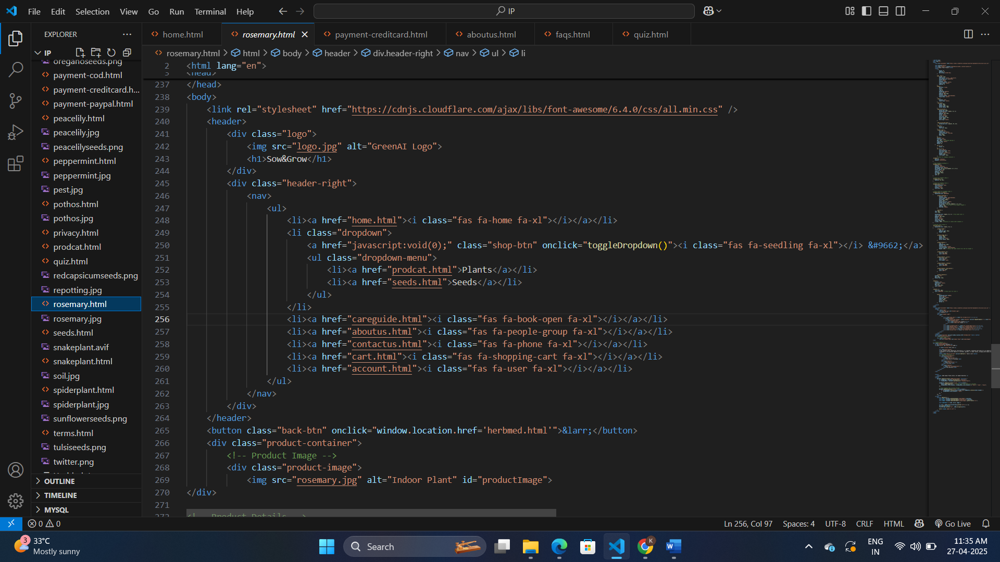 File Edit Selection View Go Run Terminal Help
IP
EXPLORER
IP
oreganoseeds.png
payment-cod.html
payment-creditcard.h...
payment-paypal.html
peacelily.html
peacelily.jpg
peacelilyseeds.png
peppermint.html
peppermint.jpg
pest.jpg
pothos.html
pothos.jpg
privacy.html
prodcat.html
quiz.html
redcapsicumseeds.png
repotting.jpg
rosemary.html
rosemary.jpg
seeds.html
snakeplant.avif
snakeplant.html
soil.jpg
spiderplant.html
spiderplant.jpg
sunflowerseeds.png
terms.html
tulsiseeds.png
twitter.png
OUTLINE
TIMELINE
MYSQL
home.html rosemary.html payment-creditcard.html aboutus.html faqs.html quiz.html
rosemary.html > html > body > header > div.header-right > nav > ul > li
2 <html lang="en">
3 <head>
237 </head>
238 <body>
239 <link rel="stylesheet" href="https://cdnjs.cloudflare.com/ajax/libs/font-awesome/6.4.0/css/all.min.css" />
240 <header>
241 <div class="logo">
242 <img src="logo.jpg" alt="GreenAI Logo">
243 <h1>Sow&Grow</h1>
244 </div>
245 <div class="header-right">
246 <nav>
247 <ul>
248 <li><a href="home.html"><i class="fas fa-home fa-xl"></i></a></li>
249 <li class="dropdown">
250 <a href="javascript:void(0);" class="shop-btn" onclick="toggleDropdown()"><i class="fas fa-seedling fa-xl"></i> &#9662;</a>
251 <ul class="dropdown-menu">
252 <li><a href="prodcat.html">Plants</a></li>
253 <li><a href="seeds.html">Seeds</a></li>
254 </ul>
255 </li>
256 <li><a href="careguide.html"><i class="fas fa-book-open fa-xl"></i></a></li>
257 <li><a href="aboutus.html"><i class="fas fa-people-group fa-xl"></i></a></li>
258 <li><a href="contactus.html"><i class="fas fa-phone fa-xl"></i></a></li>
259 <li><a href="cart.html"><i class="fas fa-shopping-cart fa-xl"></i></a></li>
260 <li><a href="account.html"><i class="fas fa-user fa-xl"></i></a></li>
261 </ul>
262 </nav>
263 </div>
264 </header>
265 <button class="back-btn" onclick="window.location.href='herbmed.html'">&larr;</button>
266 <div class="product-container">
267 <!-- Product Image -->
268 <div class="product-image">
269 <img src="rosemary.jpg" alt="Indoor Plant" id="productImage">
270 </div>
271
272 <!-- Product Details -->
0 0
Ln 256, Col 97 Spaces: 4 UTF-8 CRLF HTML Go Live
3 33°C
Mostly sunny
Search
K
W
ENG
IN
11:35 AM
27-04-2025